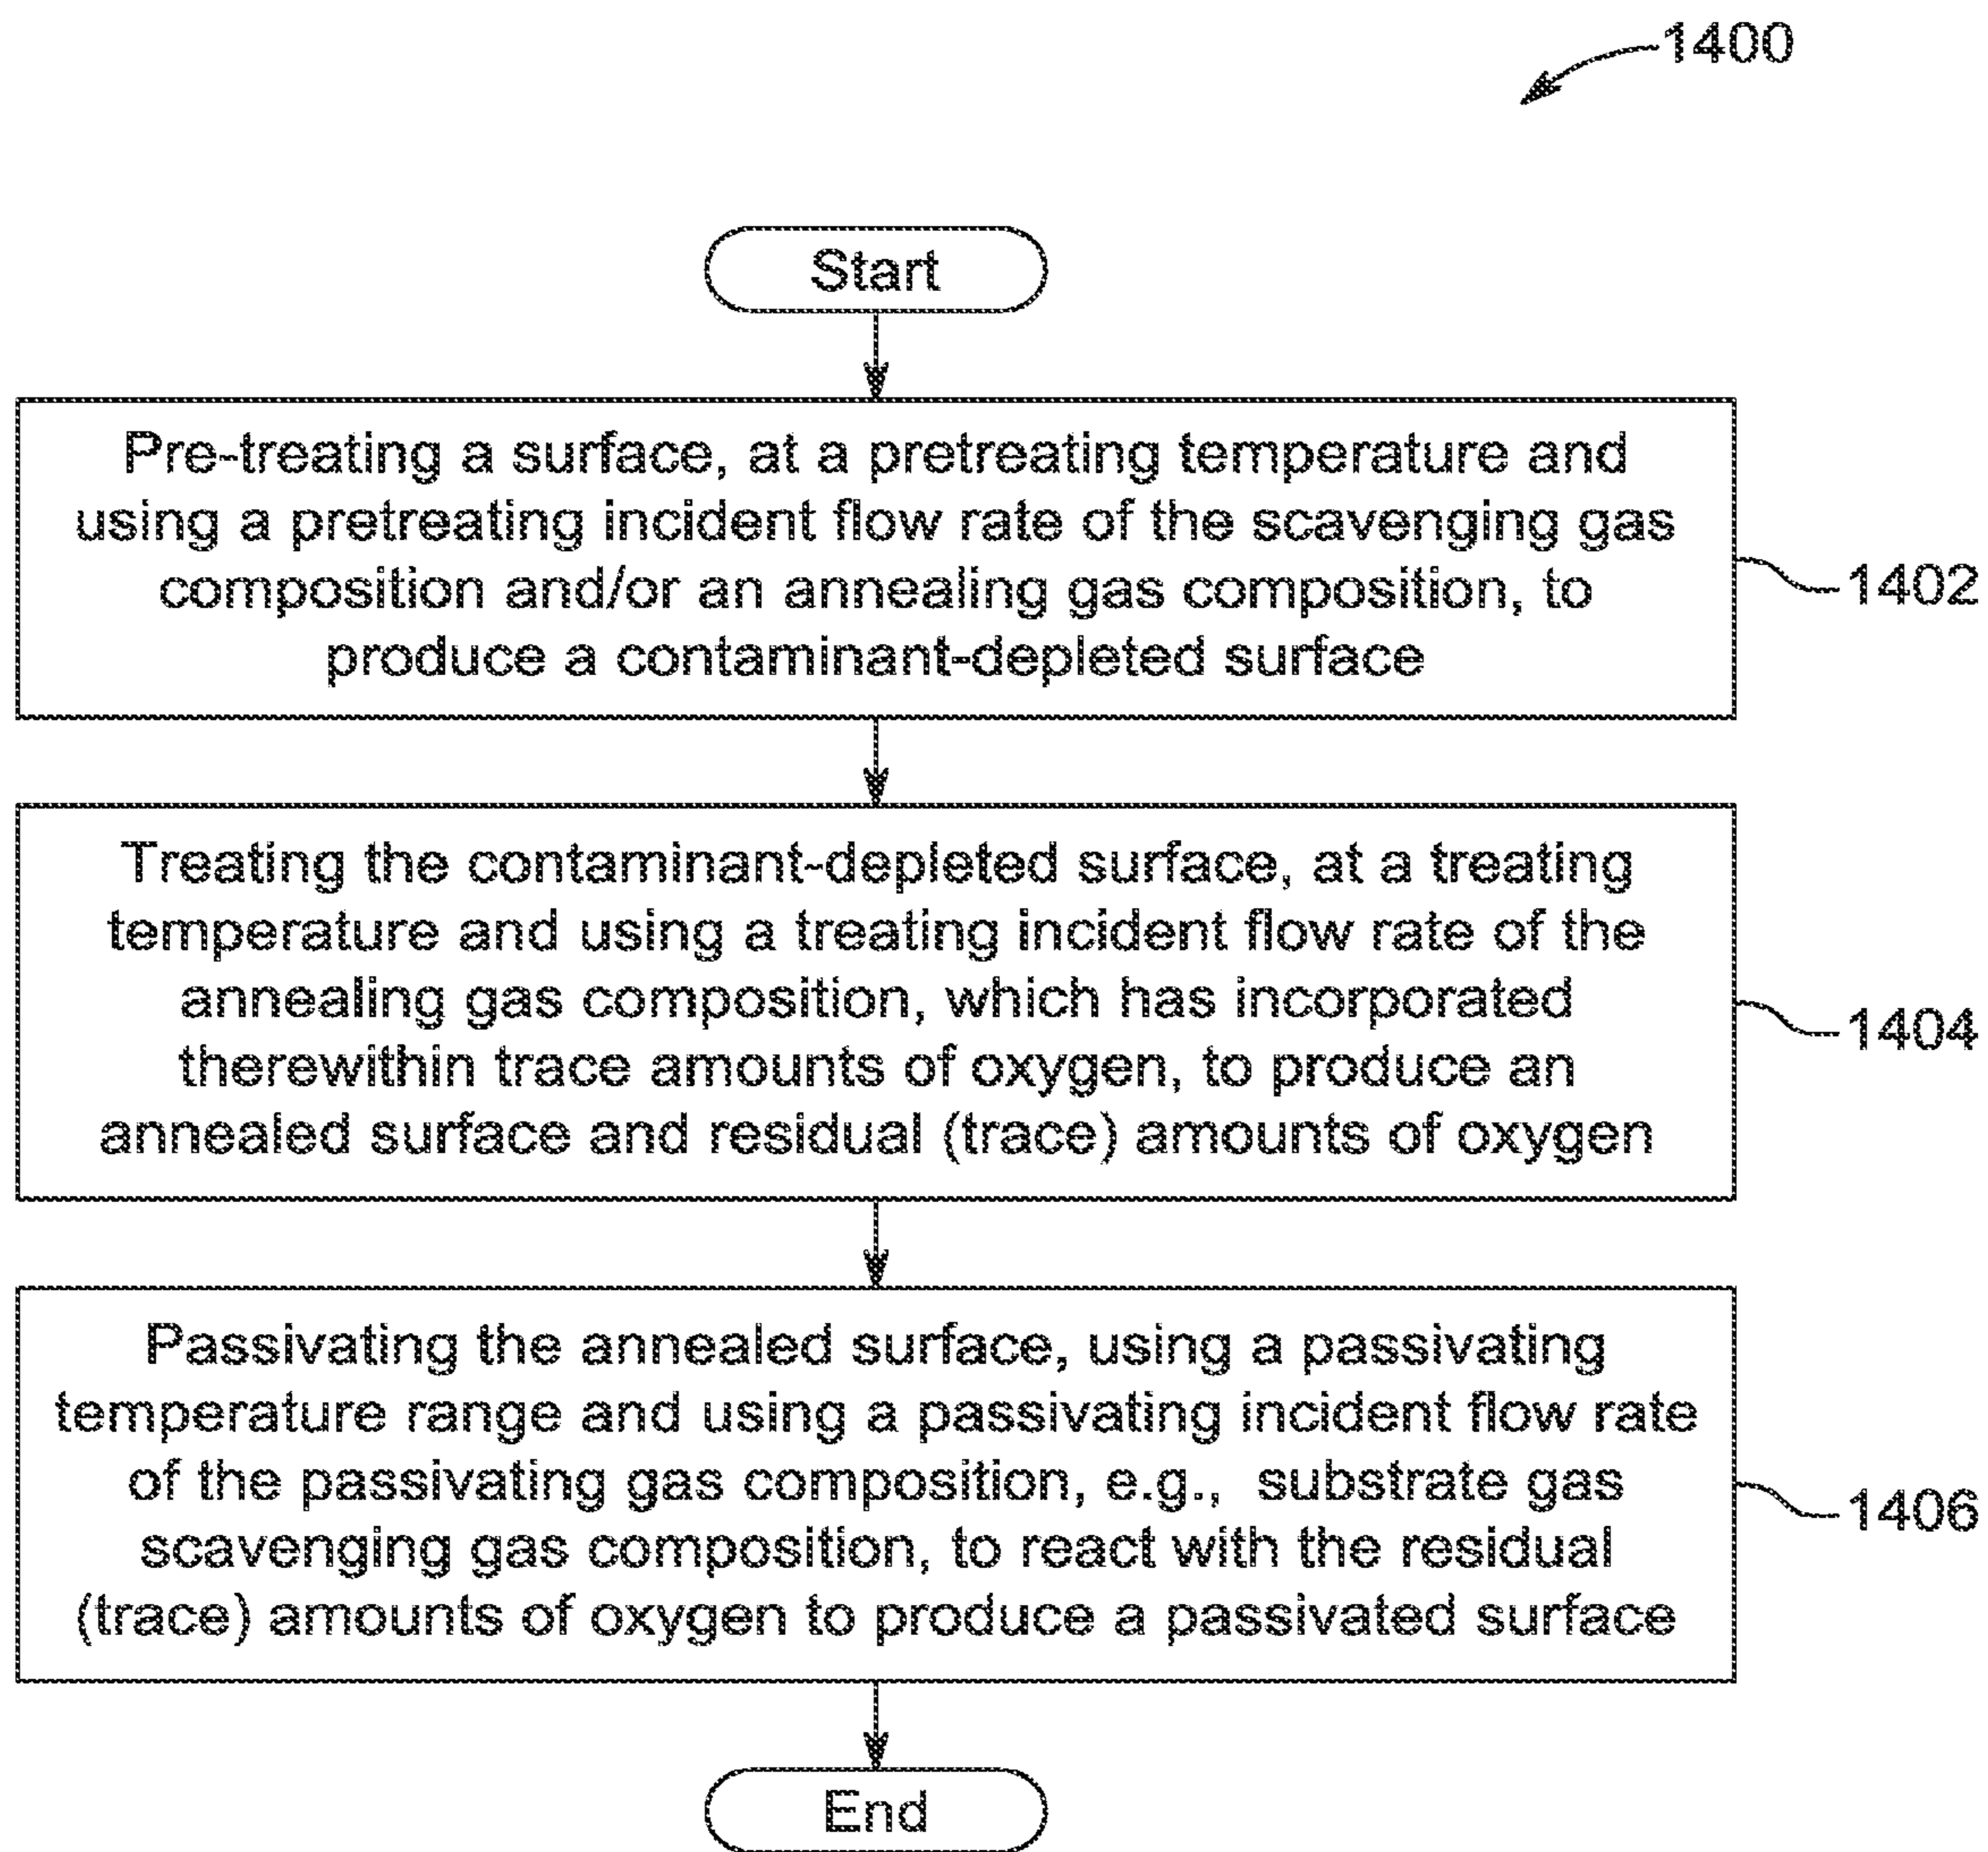 1400
Start
Pre-treating a surface, at a pretreating temperature and
using a pretreating incident flow rate of the scavenging gas
composition and/or an annealing gas composition, to
produce a contaminant-depleted surface
1402
Treating the contaminant-depleted surface, at a treating
temperature and using a treating incident flow rate of the
annealing gas composition, which has incorporated
therewithin trace amounts of oxygen, to produce an
annealed surface and residual (trace) amounts of oxygen
1404
Passivating the annealed surface, using a passivating
temperature range and using a passivating incident flow rate
of the passivating gas composition, e.g., substrate gas
scavenging gas composition, to react with the residual
(trace) amounts of oxygen to produce a passivated surface
1406
End